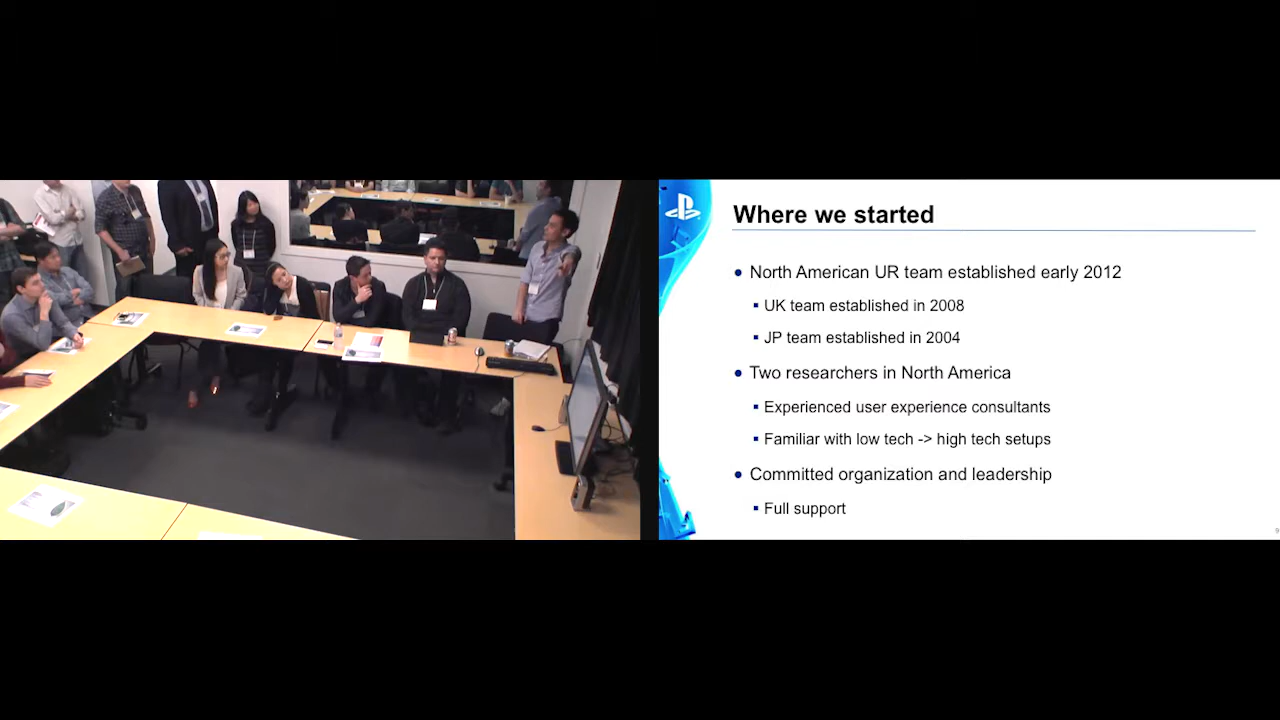 Where we started
• North American UR team established early 2012
▪ UK team established in 2008
▪ JP team established in 2004
• Two researchers in North America
▪ Experienced user experience consultants
▪ Familiar with low tech -> high tech setups
• Committed organization and leadership
▪ Full support
9